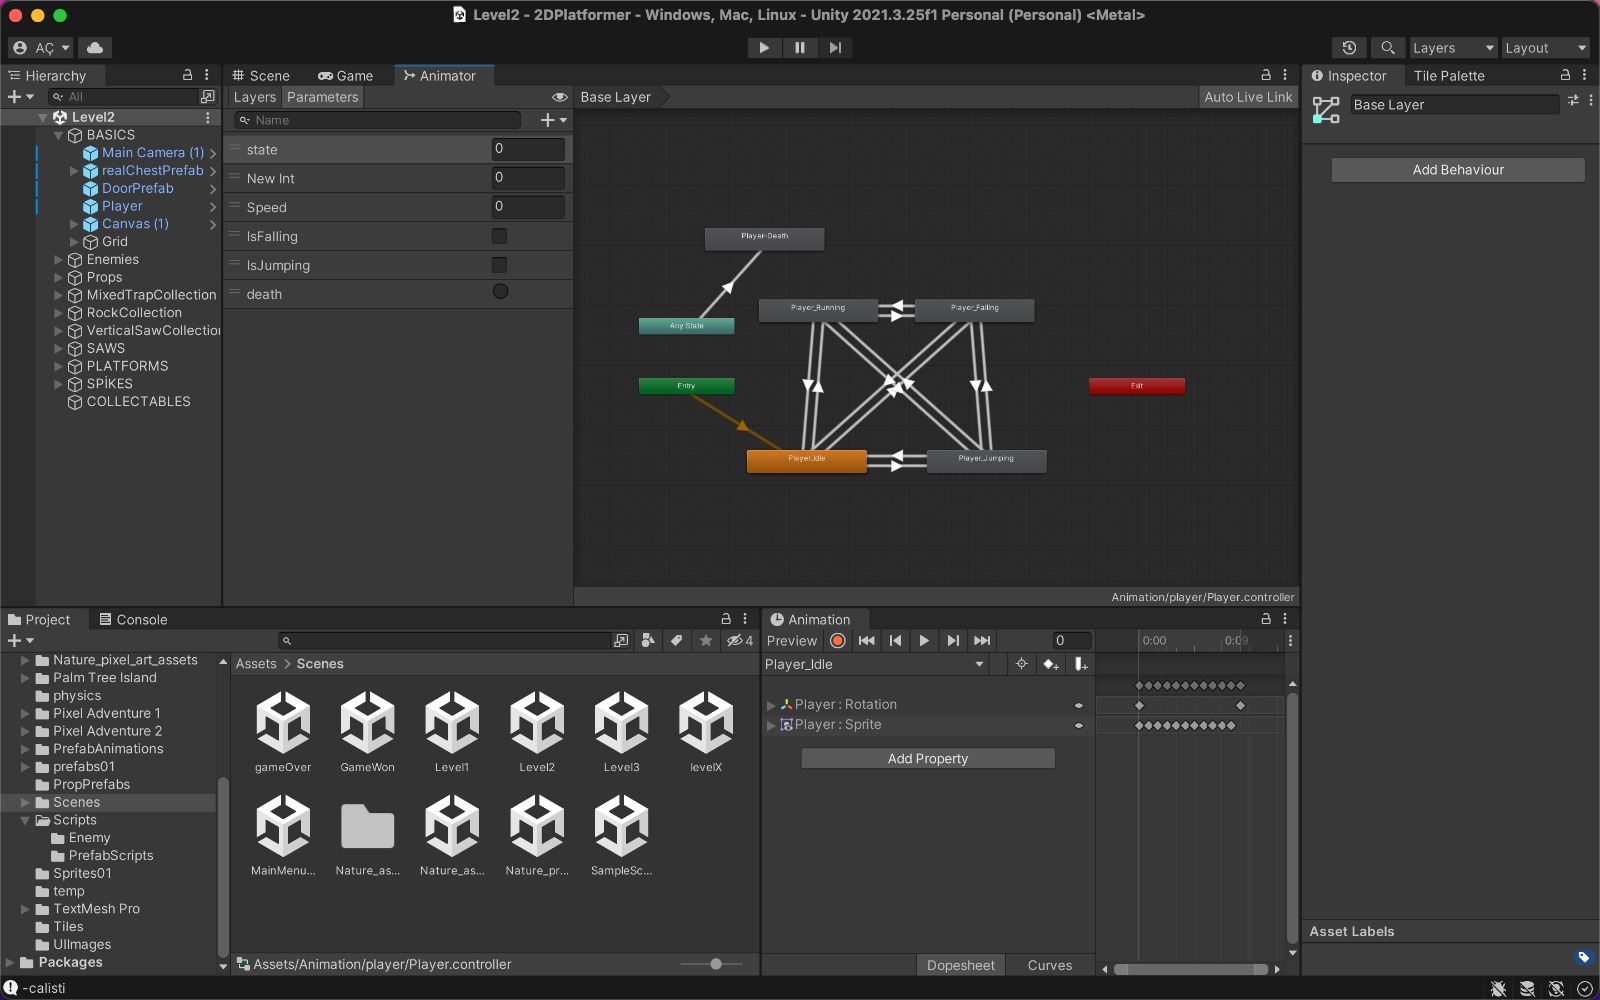 Level2 - 2DPlatformer - Windows, Mac, Linux - Unity 2021.3.25f1 Personal (Personal) <Metal>
AÇ
Layers
Layout
Hierarchy
All
Level2
BASICS
Main Camera (1)
realChestPrefab
DoorPrefab
Player
Canvas (1)
Grid
Enemies
Props
MixedTrapCollection
RockCollection
VerticalSawCollection
SAWS
PLATFORMS
SPİKES
COLLECTABLES
Scene
Game
Animator
Layers
Parameters
Base Layer
Auto Live Link
Name
state
0
New Int
0
Speed
0
IsFalling
IsJumping
death
Player-Death
Player_Running
Player_Falling
Any State
Entry
Exit
Player_Idle
Player_Jumping
Animation/player/Player.controller
Inspector
Tile Palette
Base Layer
Add Behaviour
Asset Labels
Project
Console
4
Nature_pixel_art_assets
Palm Tree Island
physics
Pixel Adventure 1
Pixel Adventure 2
PrefabAnimations
prefabs01
PropPrefabs
Scenes
Scripts
Enemy
PrefabScripts
Sprites01
temp
TextMesh Pro
Tiles
UIImages
Packages
Assets > Scenes
gameOver
GameWon
Level1
Level2
Level3
levelX
MainMenu...
Nature_as...
Nature_as...
Nature_pr...
SampleSc...
Assets/Animation/player/Player.controller
Animation
Preview
0
0:00
0:09
Player_Idle
Player : Rotation
Player : Sprite
Add Property
Dopesheet
Curves
-calisti